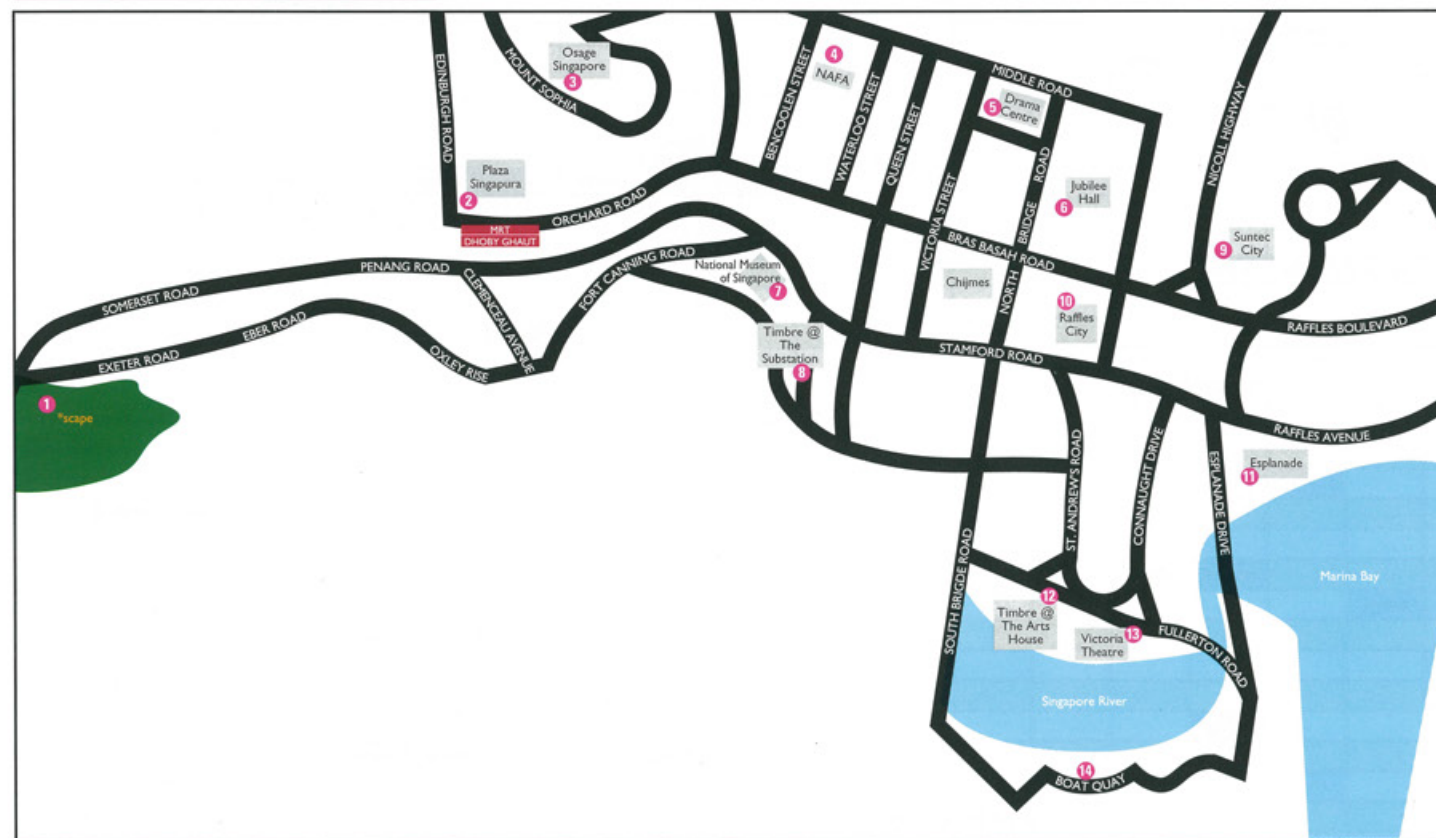 EDINBURGH ROAD
MOUNT SOPHIA
Osage
Singapore
3
BENCOOLEN STREET
4
NAFA
WATERLOO STREET
QUEEN STREET
MIDDLE ROAD
5
Drama
Centre
NICOLL HIGHWAY
Plaza
Singapura
2
ORCHARD ROAD
MRT
DHOBY GHAUT
VICTORIA STREET
NORTH BRIDGE ROAD
Jubilee
Hall
6
BRAS BASAH ROAD
Suntec
City
9
SOMERSET ROAD
PENANG ROAD
CLEMENCEAU AVENUE
FORT CANNING ROAD
National Museum
of Singapore
7
Chijmes
10
Raffles
City
RAFFLES BOULEVARD
EXETER ROAD
EBER ROAD
OXLEY RISE
Timbre @
The
Substation
8
STAMFORD ROAD
1
*scape
RAFFLES AVENUE
ST. ANDREW'S ROAD
CONNAUGHT DRIVE
ESPLANADE DRIVE
Esplanade
11
SOUTH BRIGDE ROAD
Marina Bay
12
Timbre @
The Arts
House
13
Victoria
Theatre
FULLERTON ROAD
Singapore River
14
BOAT QUAY